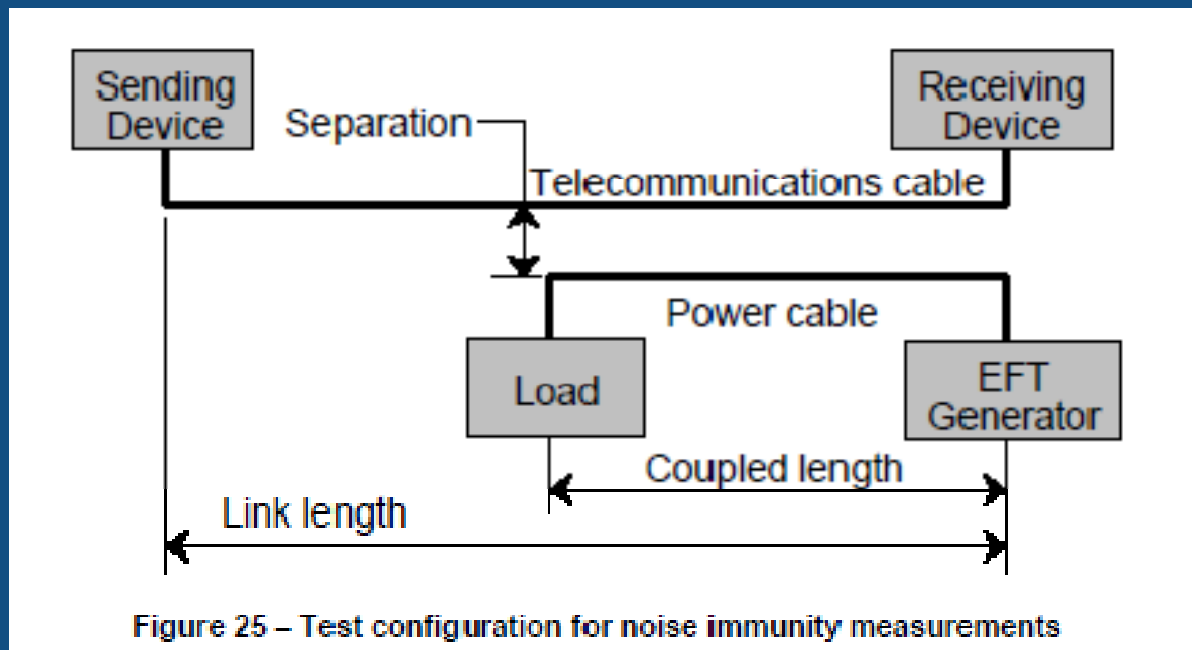 Sending
Device
Receiving
Device
Separation
Telecommunications cable
Power cable
Load
EFT
Generator
Coupled length
Link length
Figure 25 – Test configuration for noise immunity measurements